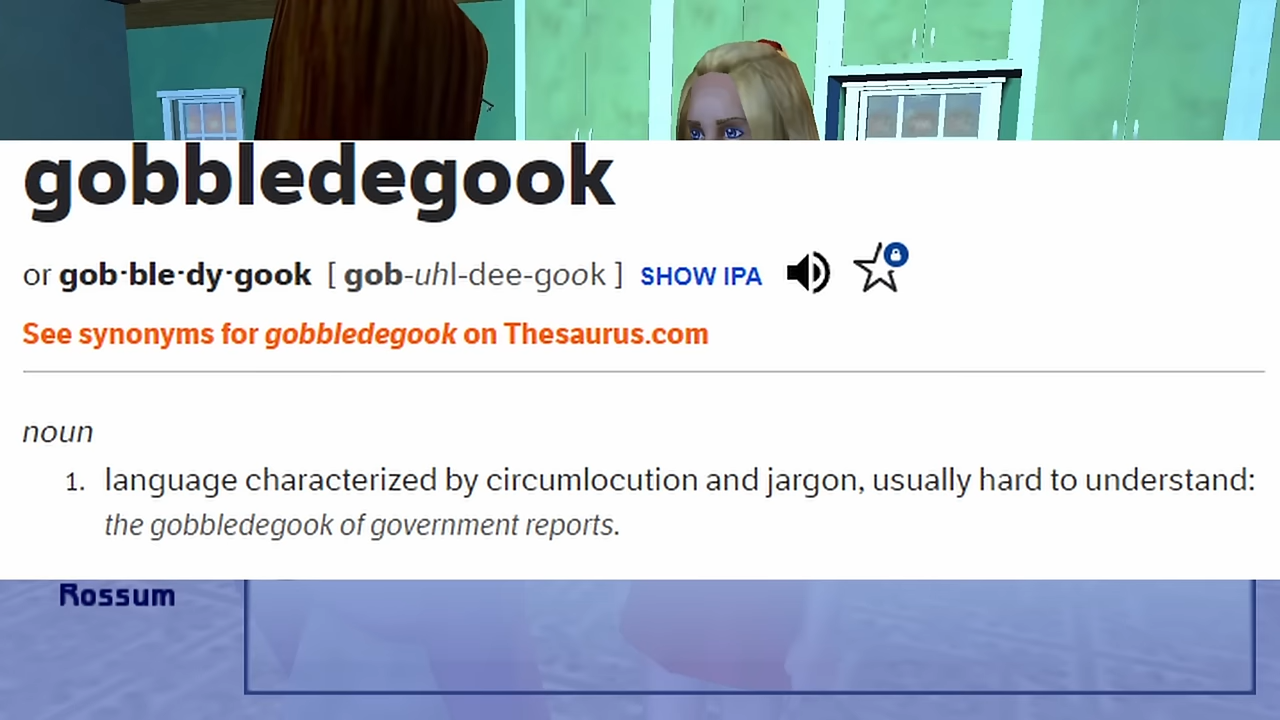 gobbledegook
or gob·ble·dy·gook [ gob-uhl-dee-gook ] SHOW IPA
See synonyms for gobbledegook on Thesaurus.com
noun
1. language characterized by circumlocution and jargon, usually hard to understand:
the gobbledegook of government reports.
Rossum